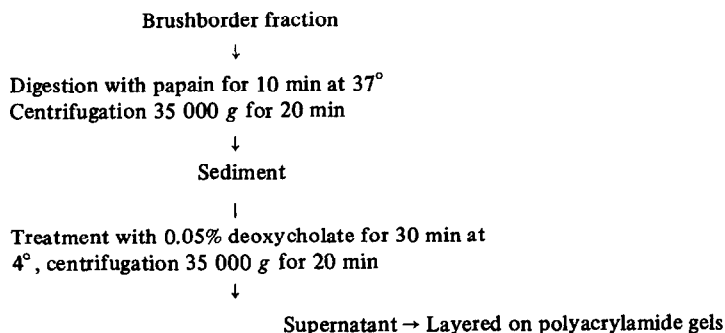 Brushborder fraction
↓
Digestion with papain for 10 min at 37°
Centrifugation 35 000 g for 20 min
↓
Sediment
|
Treatment with 0.05% deoxycholate for 30 min at
4°, centrifugation 35 000 g for 20 min
↓
Supernatant → Layered on polyacrylamide gels